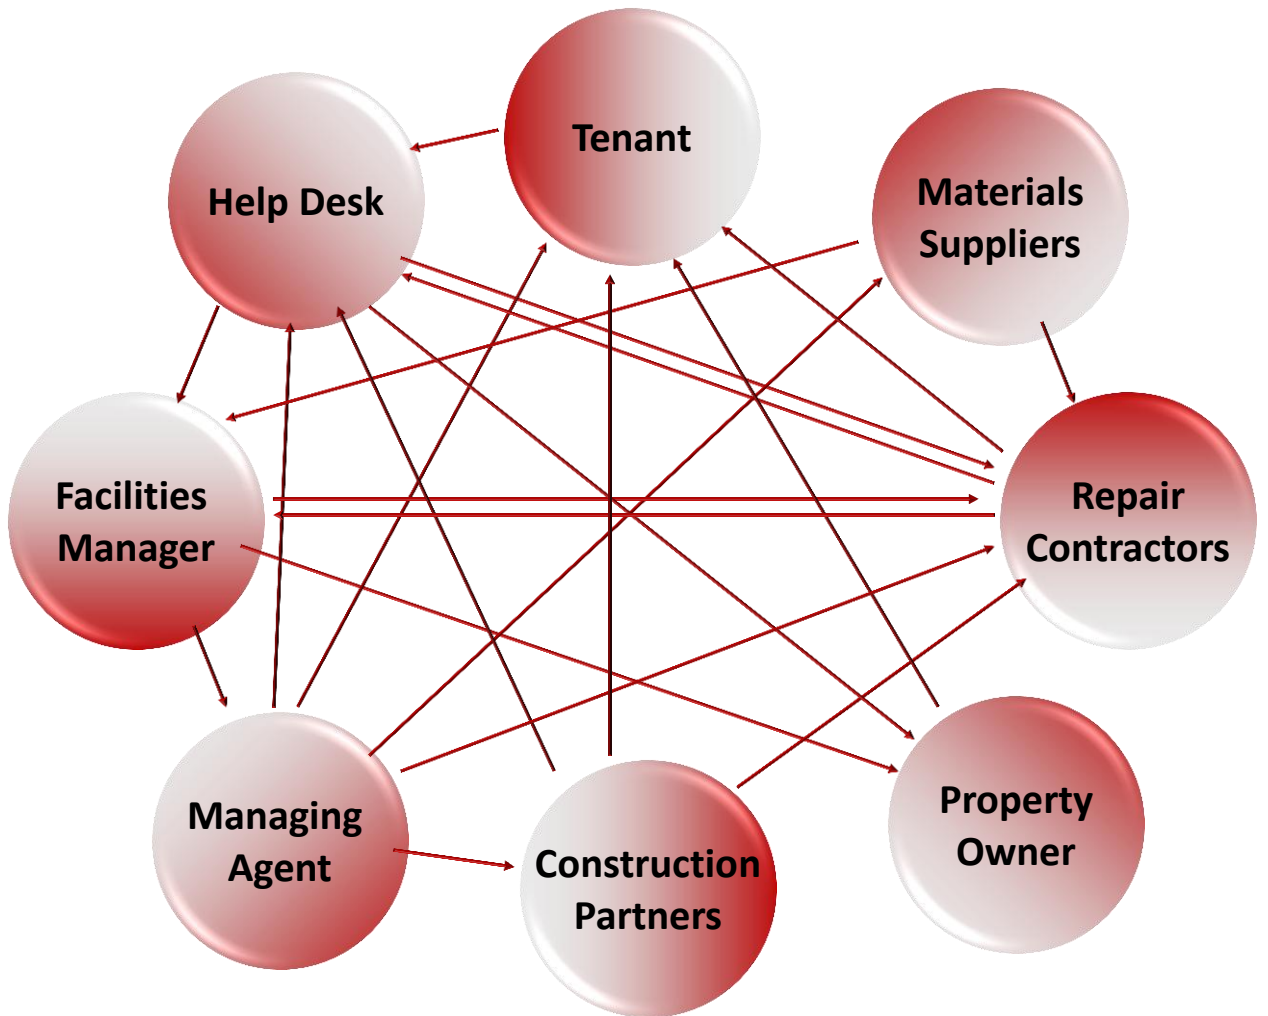 Tenant
Help Desk
Materials
Suppliers
Facilities
Manager
Repair
Contractors
Managing
Agent
Construction
Partners
Property
Owner